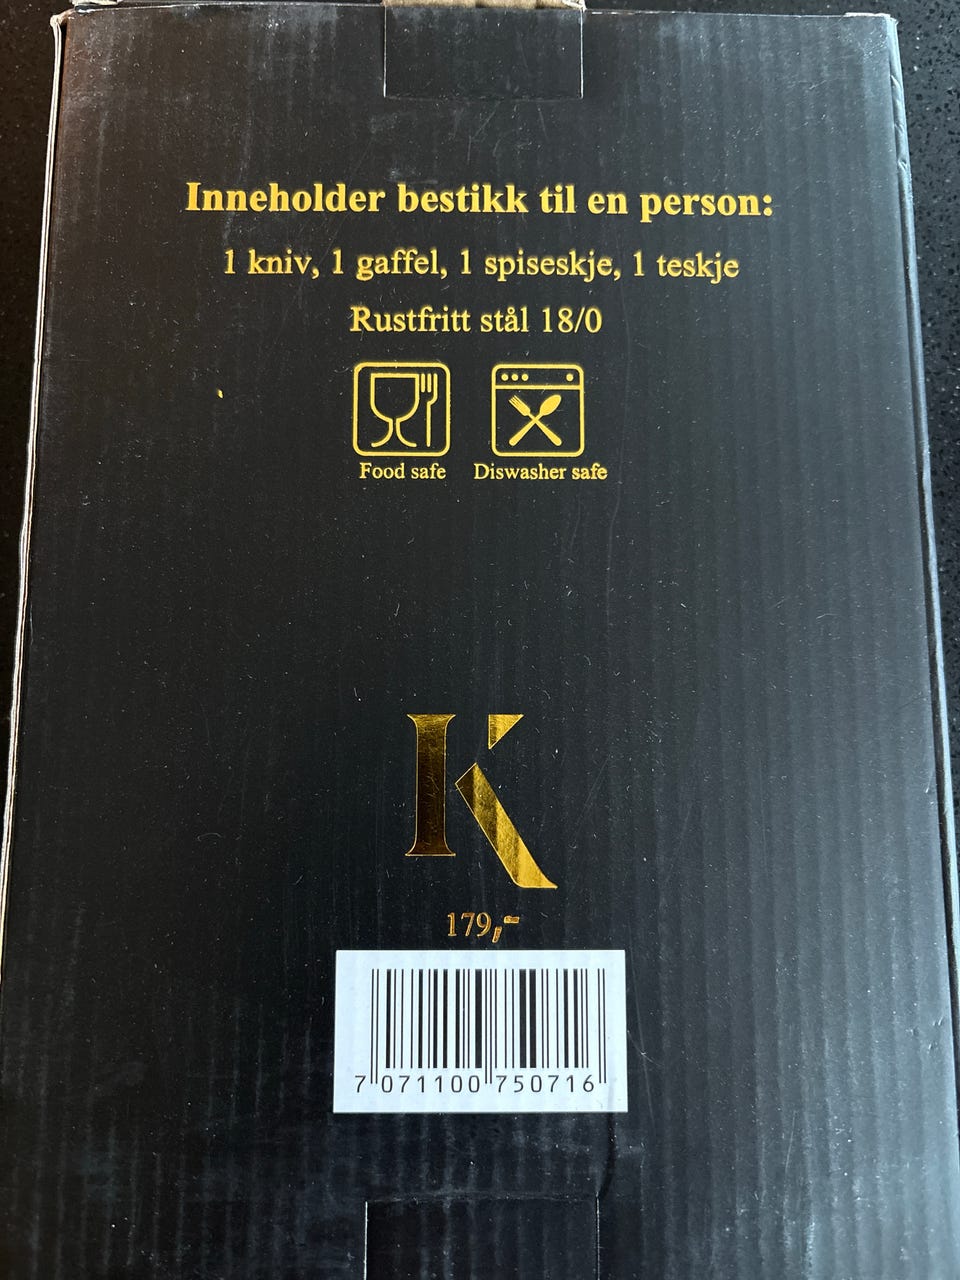 Inneholder bestikk til en person:
1 kniv, 1 gaffel, 1 spiseskje, 1 teskje
Rustfritt stål 18/0
Food safe Diswasher safe
K
179,-
7 071100 750716